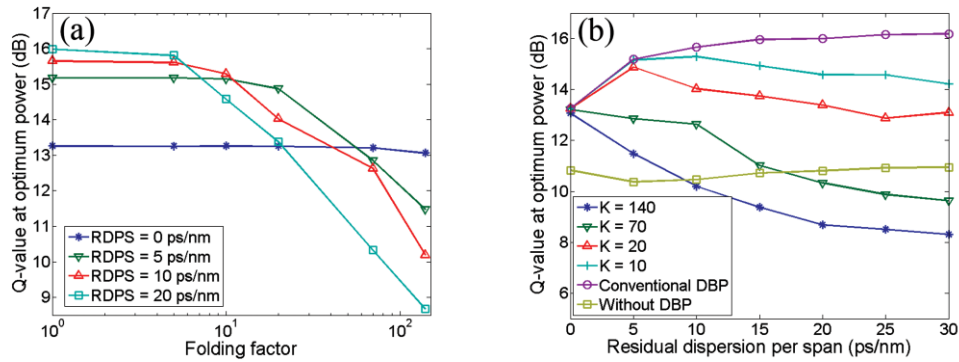 (a)
Q-value at optimum power (dB)
16
15
14
13
12
11
10
9
RDPS = 0 ps/nm
RDPS = 5 ps/nm
RDPS = 10 ps/nm
RDPS = 20 ps/nm
10^0
10^1
10^2
Folding factor
(b)
Q-value at optimum power (dB)
16
14
12
10
8
6
K = 140
K = 70
K = 20
K = 10
Conventional DBP
Without DBP
0
5
10
15
20
25
30
Residual dispersion per span (ps/nm)